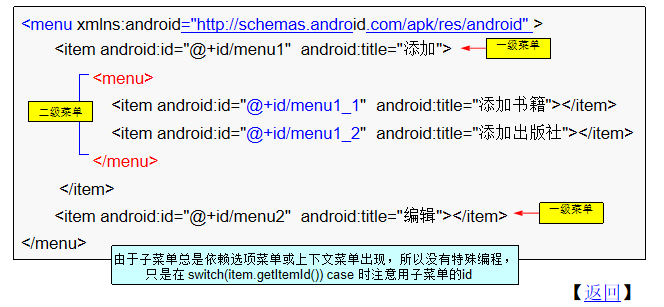 <menu xmlns:android="http://schemas.android.com/apk/res/android" >
<item android:id="@+id/menu1" android:title="添加"> 一级菜单
<menu>
<item android:id="@+id/menu1_1" android:title="添加书籍"></item>
二级菜单
<item android:id="@+id/menu1_2" android:title="添加出版社"></item>
</menu>
</item>
<item android:id="@+id/menu2" android:title="编辑"></item> 一级菜单
</menu>
由于子菜单总是依赖选项菜单或上下文菜单出现，所以没有特殊编程，
只是在 switch(item.getItemId()) case 时注意用子菜单的id
【返回】